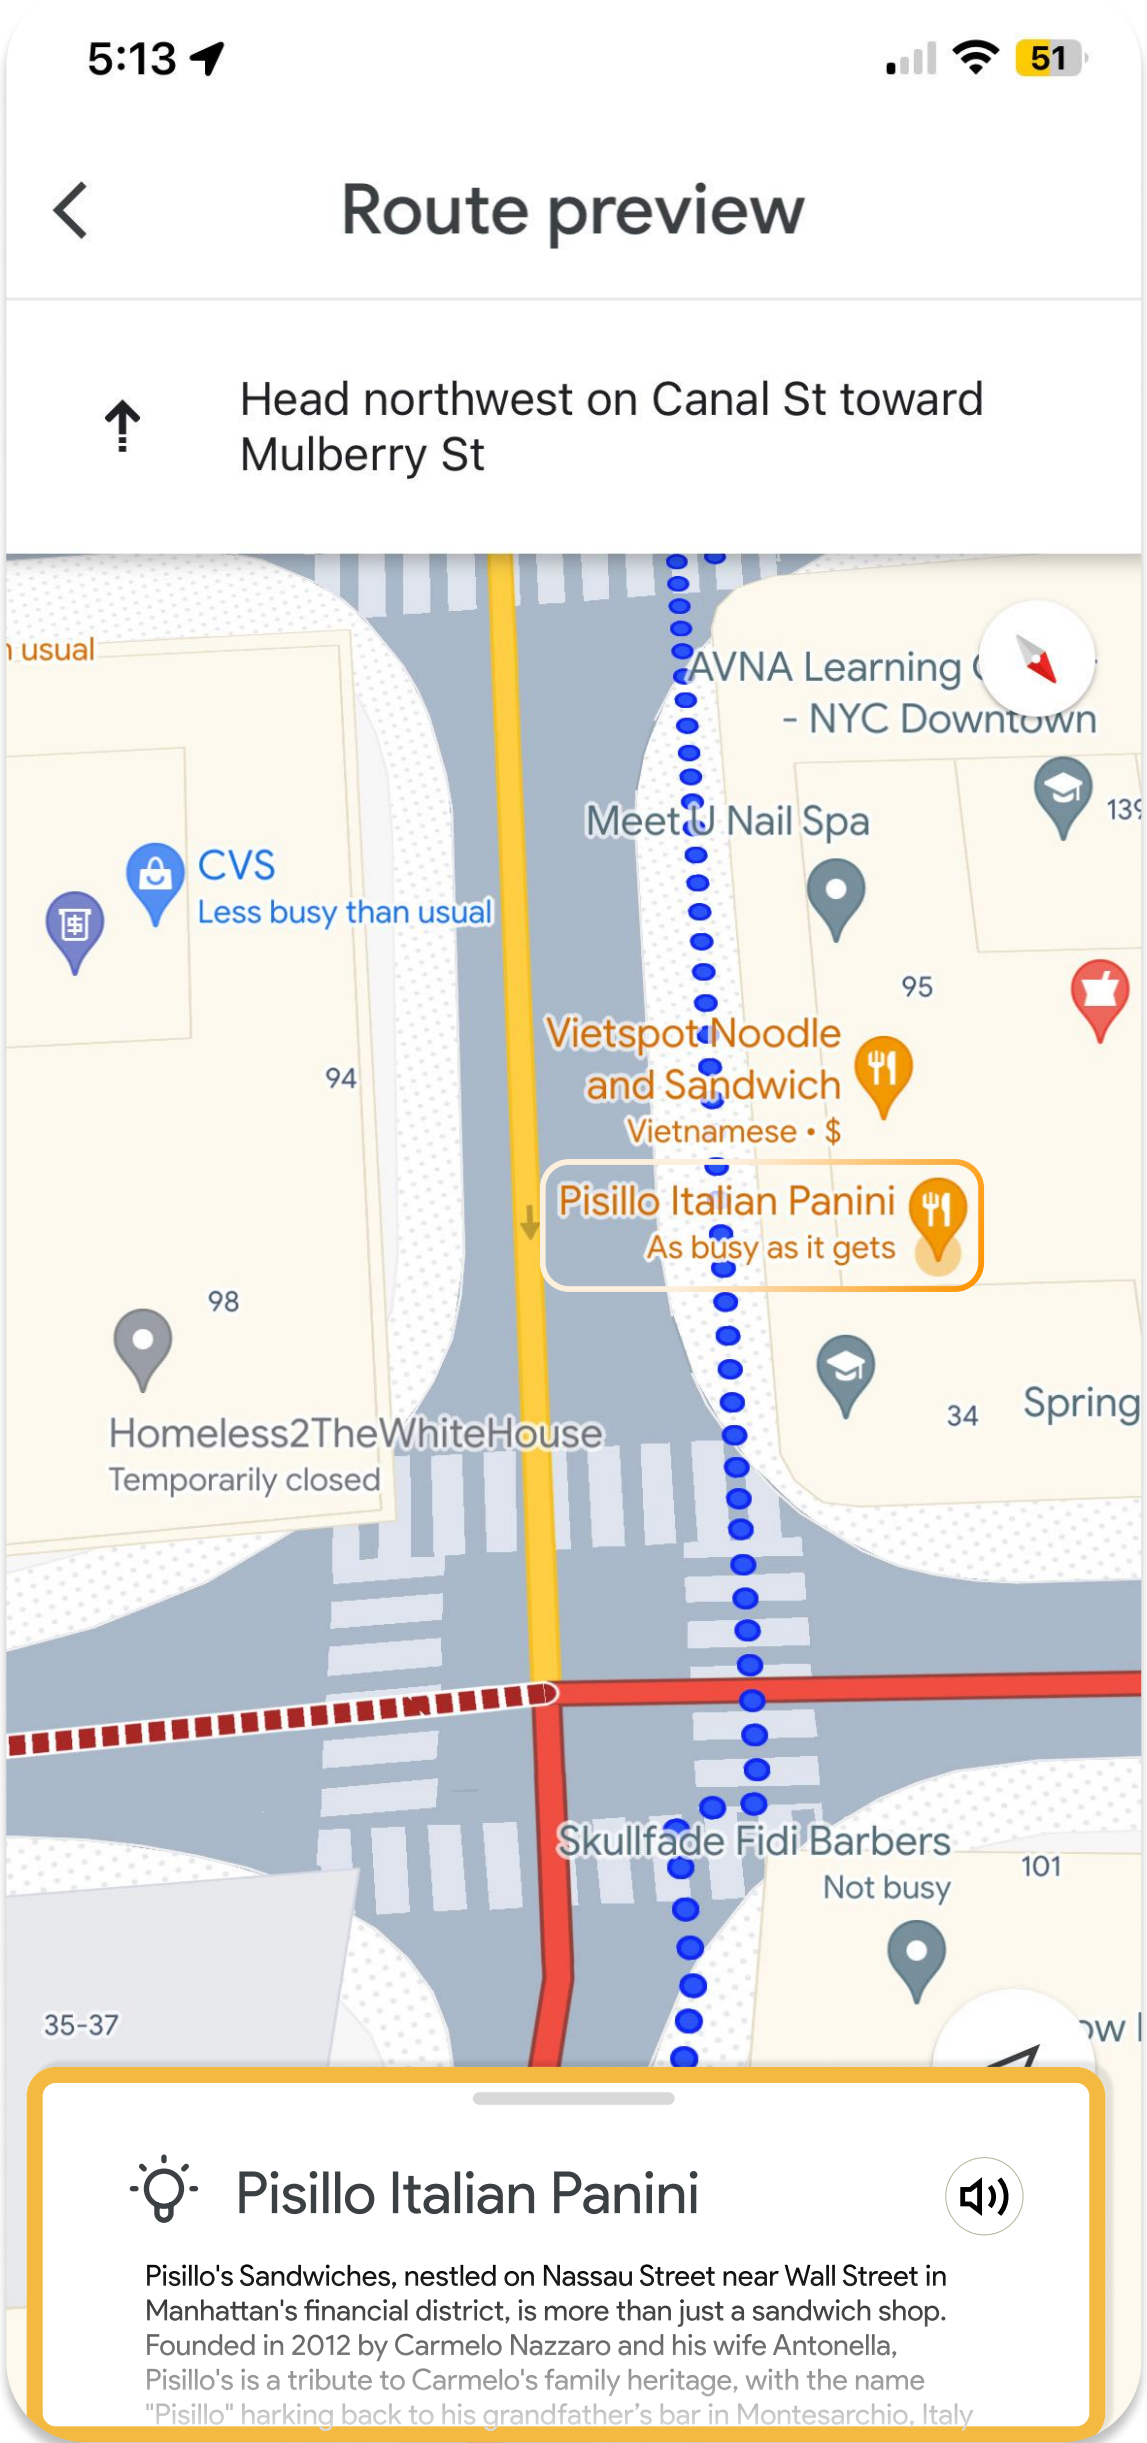 5:13
51
Route preview
Head northwest on Canal St toward
Mulberry St
usual
AVNA Learning
- NYC Downtown
139
Meet U Nail Spa
CVS
Less busy than usual
95
Vietspot Noodle
and Sandwich
Vietnamese • $
94
Pisillo Italian Panini
As busy as it gets
98
34
Spring
Homeless2TheWhiteHouse
Temporarily closed
Skullfade Fidi Barbers
Not busy
101
35-37
Pisillo Italian Panini
Pisillo's Sandwiches, nestled on Nassau Street near Wall Street in
Manhattan's financial district, is more than just a sandwich shop.
Founded in 2012 by Carmelo Nazzaro and his wife Antonella,
Pisillo's is a tribute to Carmelo's family heritage, with the name
"Pisillo" harking back to his grandfather’s bar in Montesarchio, Italy